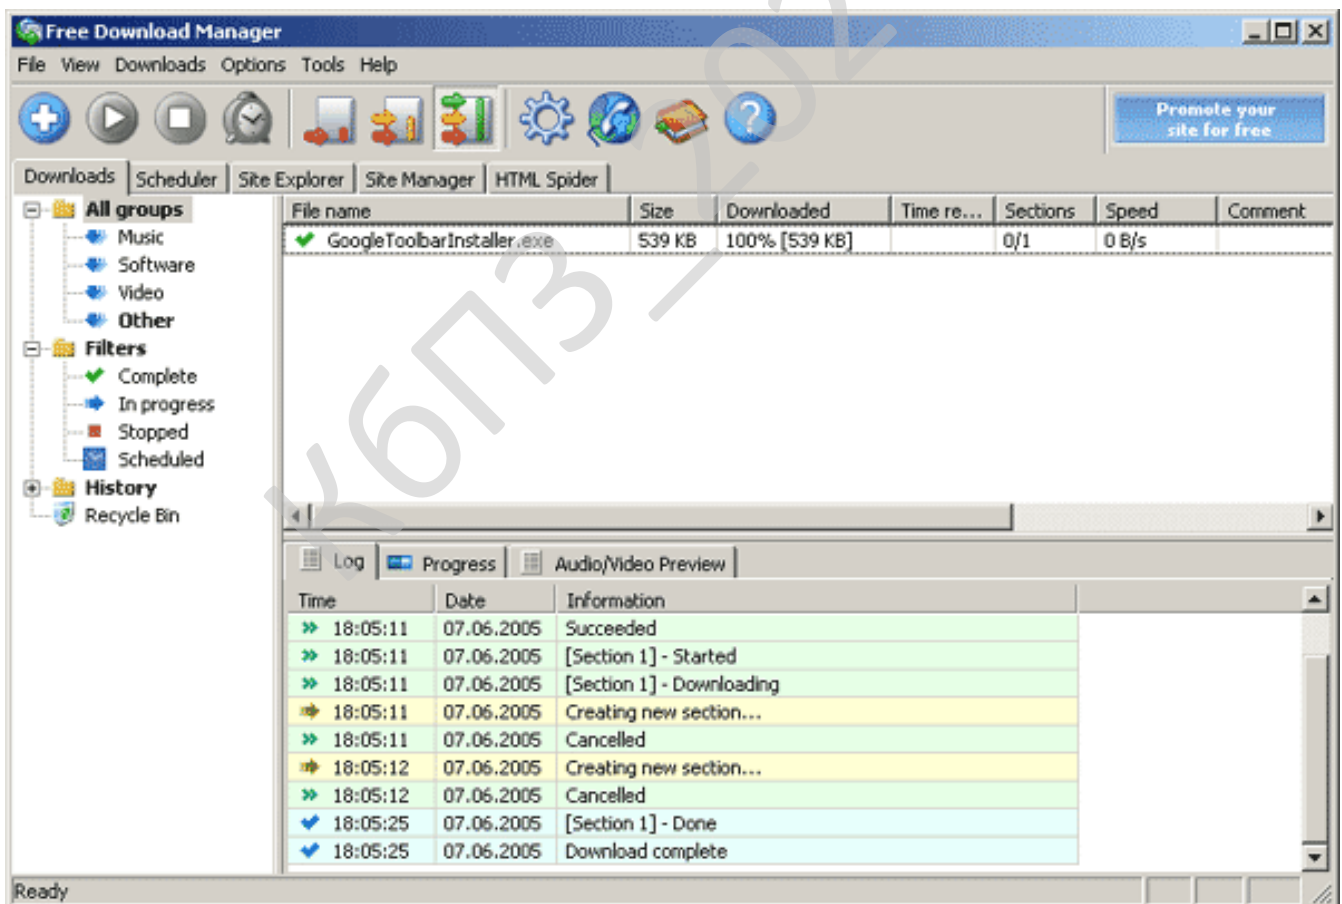 Free Download Manager
File View Downloads Options Tools Help
Promote your
site for free
Downloads Scheduler Site Explorer Site Manager HTML Spider
All groups
Music
Software
Video
Other
Filters
Complete
In progress
Stopped
Scheduled
History
Recycle Bin
File name Size Downloaded Time re... Sections Speed Comment
GoogleToolbarInstaller.exe 539 KB 100% [539 KB] 0/1 0 B/s
Log Progress Audio/Video Preview
Time Date Information
18:05:11 07.06.2005 Succeeded
18:05:11 07.06.2005 [Section 1] - Started
18:05:11 07.06.2005 [Section 1] - Downloading
18:05:11 07.06.2005 Creating new section...
18:05:11 07.06.2005 Cancelled
18:05:12 07.06.2005 Creating new section...
18:05:12 07.06.2005 Cancelled
18:05:25 07.06.2005 [Section 1] - Done
18:05:25 07.06.2005 Download complete
Ready